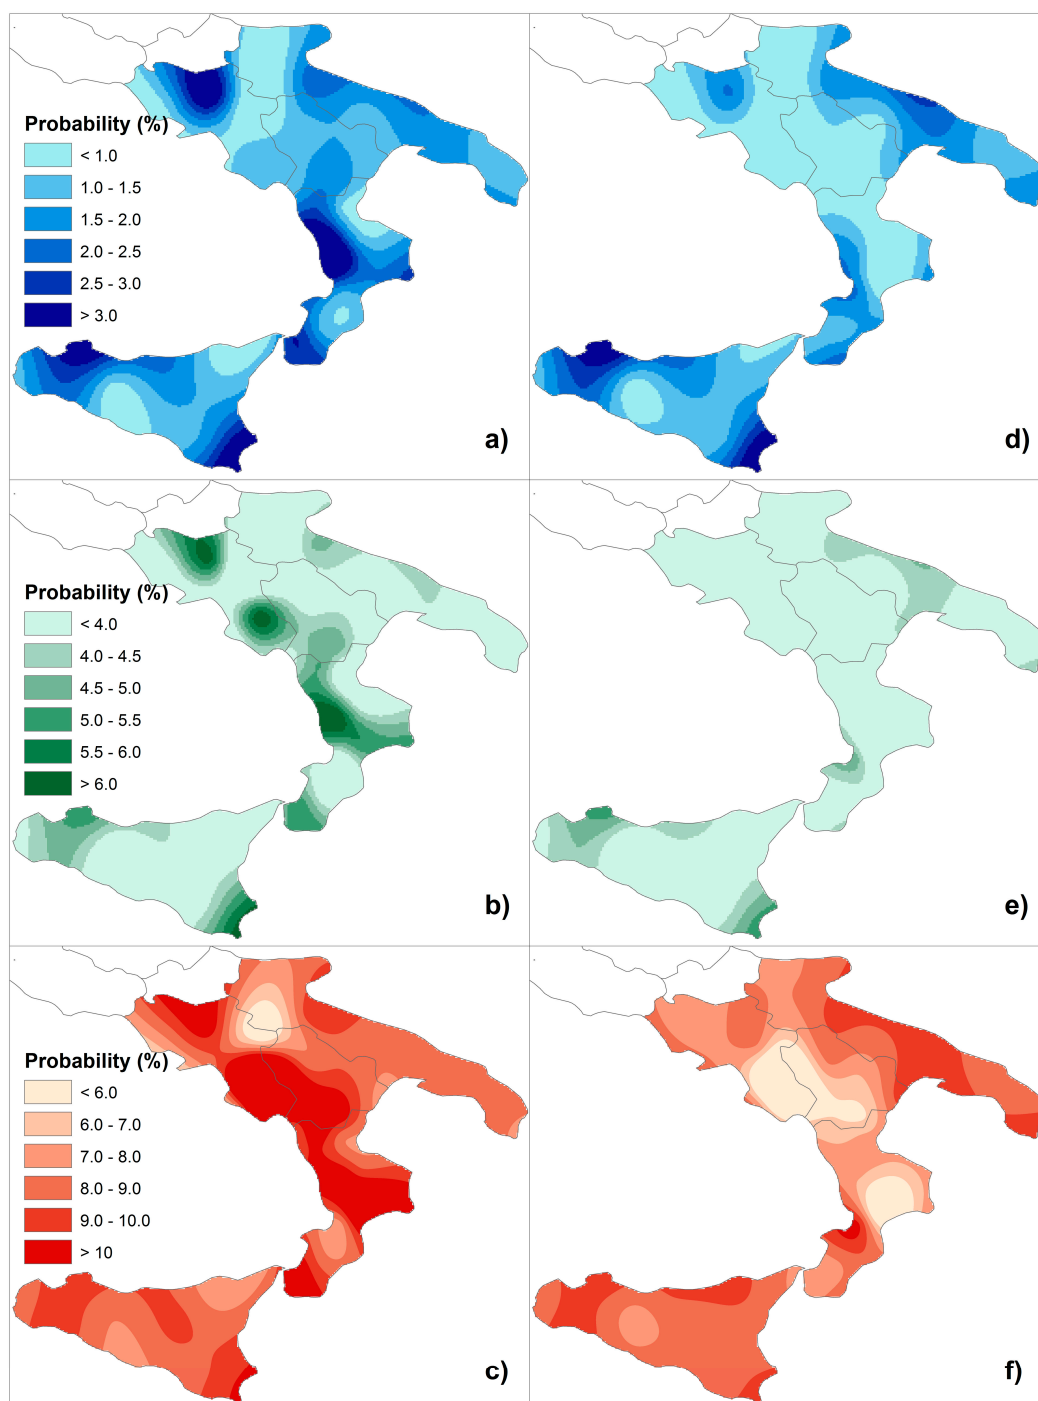 Probability (%)
< 1.0
1.0 - 1.5
1.5 - 2.0
2.0 - 2.5
2.5 - 3.0
> 3.0
a)
d)
Probability (%)
< 4.0
4.0 - 4.5
4.5 - 5.0
5.0 - 5.5
5.5 - 6.0
> 6.0
b)
e)
Probability (%)
< 6.0
6.0 - 7.0
7.0 - 8.0
8.0 - 9.0
9.0 - 10.0
> 10
c)
f)